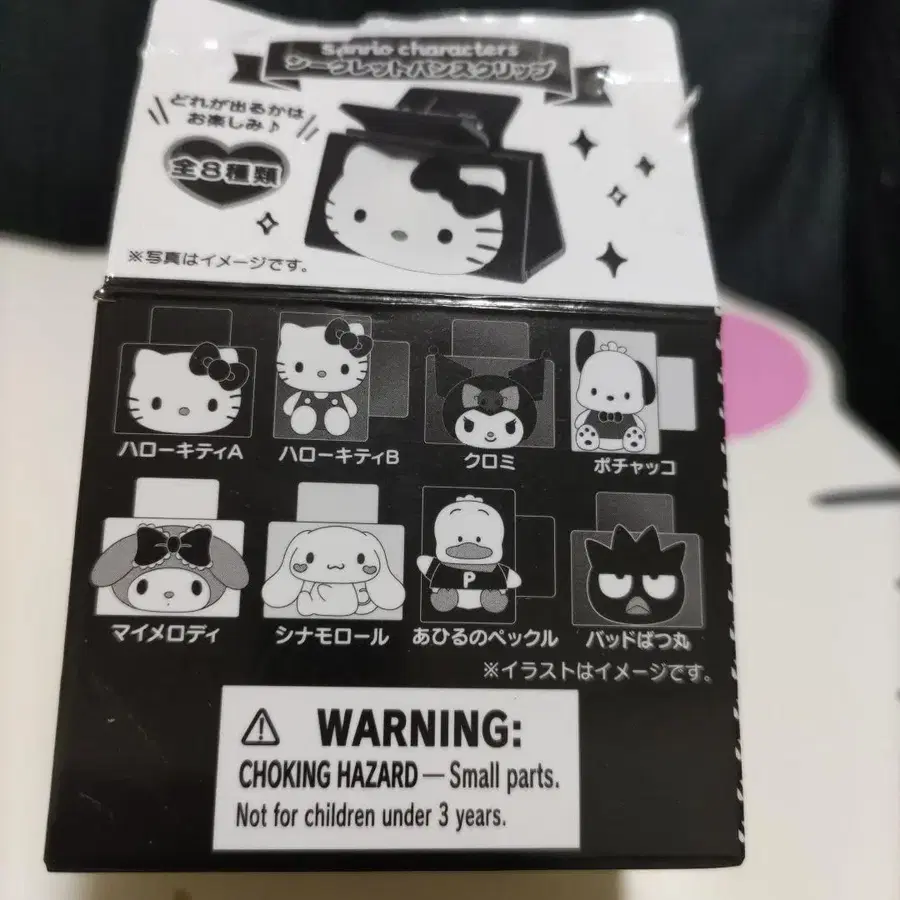 sanrio characters
シークレットバンスクリップ
どれが出るかは
お楽しみ♪
全8種類
※写真はイメージです。
ハローキティA
ハローキティB
クロミ
ポチャッコ
マイメロディ
シナモロール
あひるのペックル
バッドばつ丸
P
※イラストはイメージです。
WARNING:
CHOKING HAZARD — Small parts.
Not for children under 3 years.